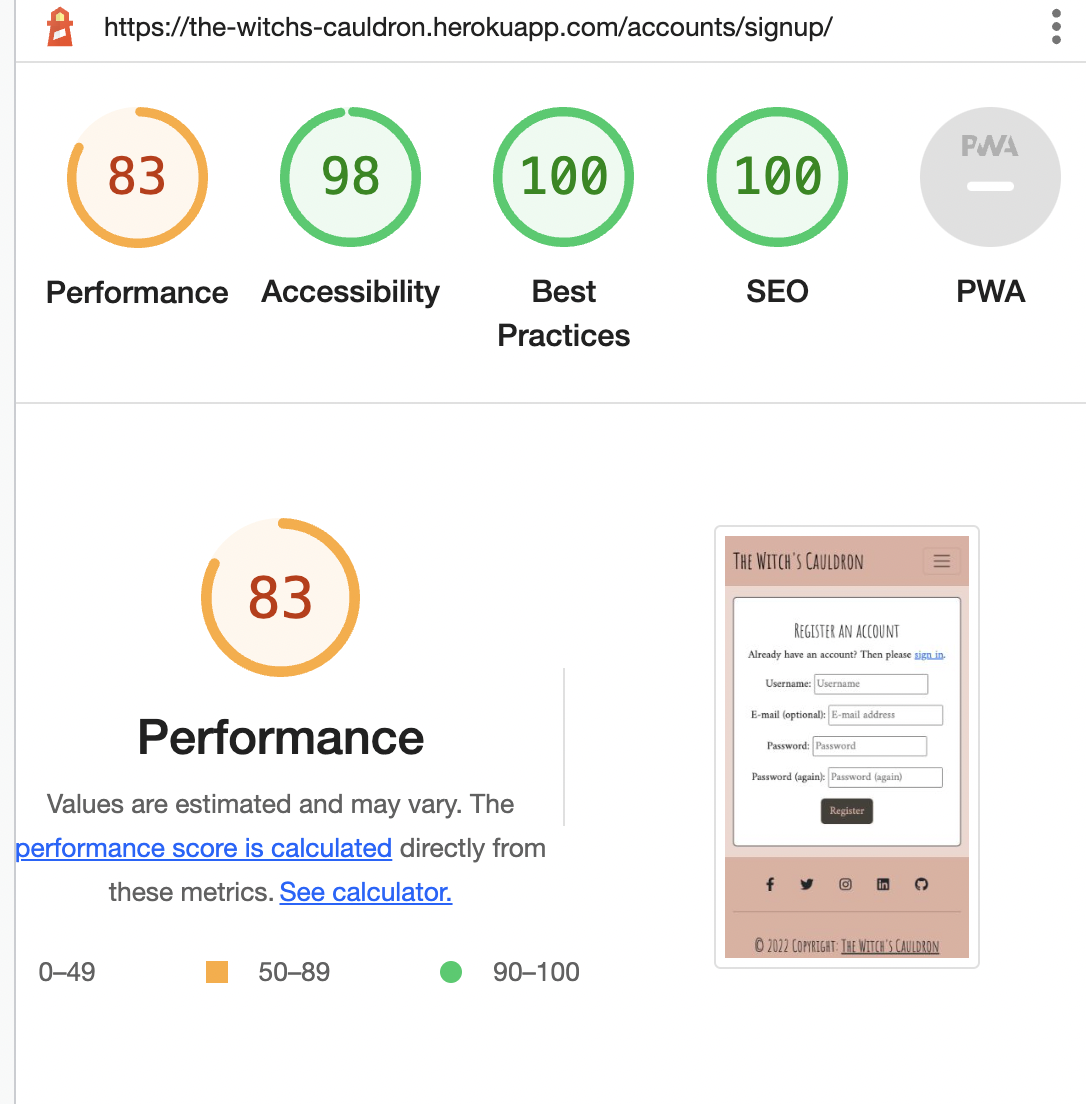 https://the-witchs-cauldron.herokuapp.com/accounts/signup/
83
98
100
100
PWA
Performance
Accessibility
Best
Practices
SEO
PWA
83
Performance
Values are estimated and may vary. The
performance score is calculated directly from
these metrics. See calculator.
0–49
50–89
90–100
The Witch's Cauldron
Register an account
Already have an account? Then please sign in.
Username: Username
E-mail (optional): E-mail address
Password: Password
Password (again): Password (again)
Register
© 2022 Copyright: The Witch's Cauldron